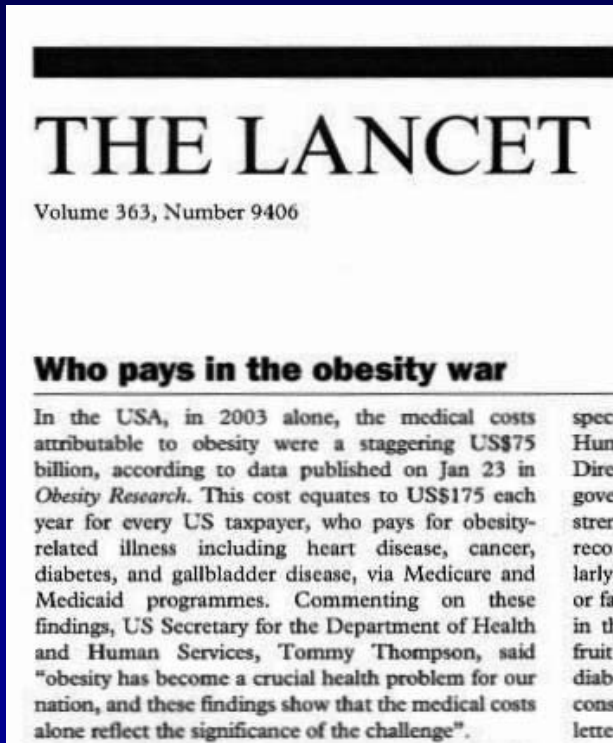 THE LANCET
Volume 363, Number 9406
Who pays in the obesity war
In the USA, in 2003 alone, the medical costs
attributable to obesity were a staggering US$75
billion, according to data published on Jan 23 in
Obesity Research. This cost equates to US$175 each
year for every US taxpayer, who pays for obesity-
related illness including heart disease, cancer,
diabetes, and gallbladder disease, via Medicare and
Medicaid programmes. Commenting on these
findings, US Secretary for the Department of Health
and Human Services, Tommy Thompson, said
“obesity has become a crucial health problem for our
nation, and these findings show that the medical costs
alone reflect the significance of the challenge”.
spec
Hum
Dire
gove
stren
reco
larly
or fa
in th
fruit
diab
cons
lette